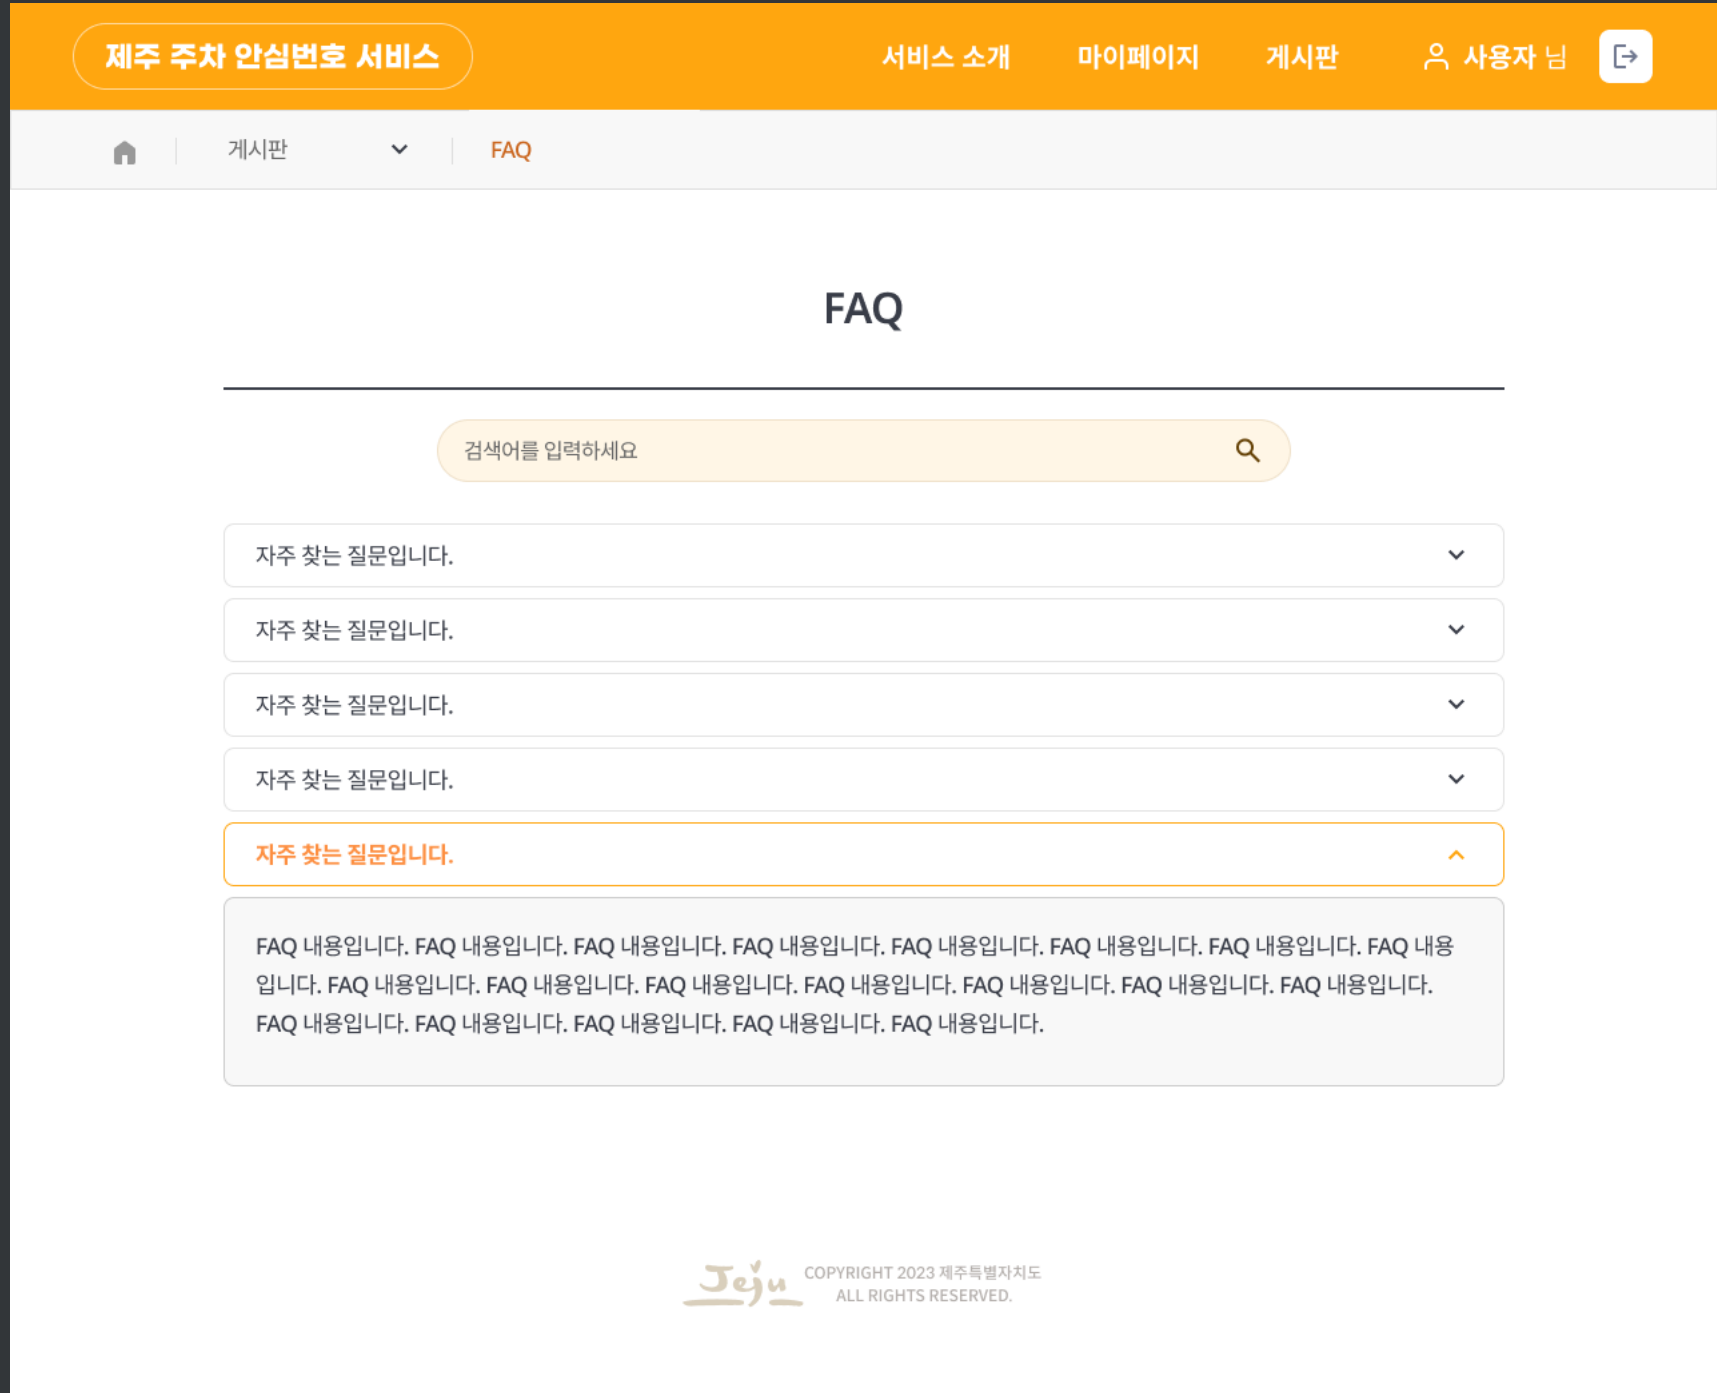 제주 주차 안심번호 서비스
서비스 소개
마이페이지
게시판
사용자 님
게시판
FAQ
FAQ
검색어를 입력하세요
자주 찾는 질문입니다.
자주 찾는 질문입니다.
자주 찾는 질문입니다.
자주 찾는 질문입니다.
자주 찾는 질문입니다.
FAQ 내용입니다. FAQ 내용입니다. FAQ 내용입니다. FAQ 내용입니다. FAQ 내용입니다. FAQ 내용입니다. FAQ 내용입니다. FAQ 내용
입니다. FAQ 내용입니다. FAQ 내용입니다. FAQ 내용입니다. FAQ 내용입니다. FAQ 내용입니다. FAQ 내용입니다. FAQ 내용입니다.
FAQ 내용입니다. FAQ 내용입니다. FAQ 내용입니다. FAQ 내용입니다. FAQ 내용입니다.
Jeju
COPYRIGHT 2023 제주특별자치도
ALL RIGHTS RESERVED.